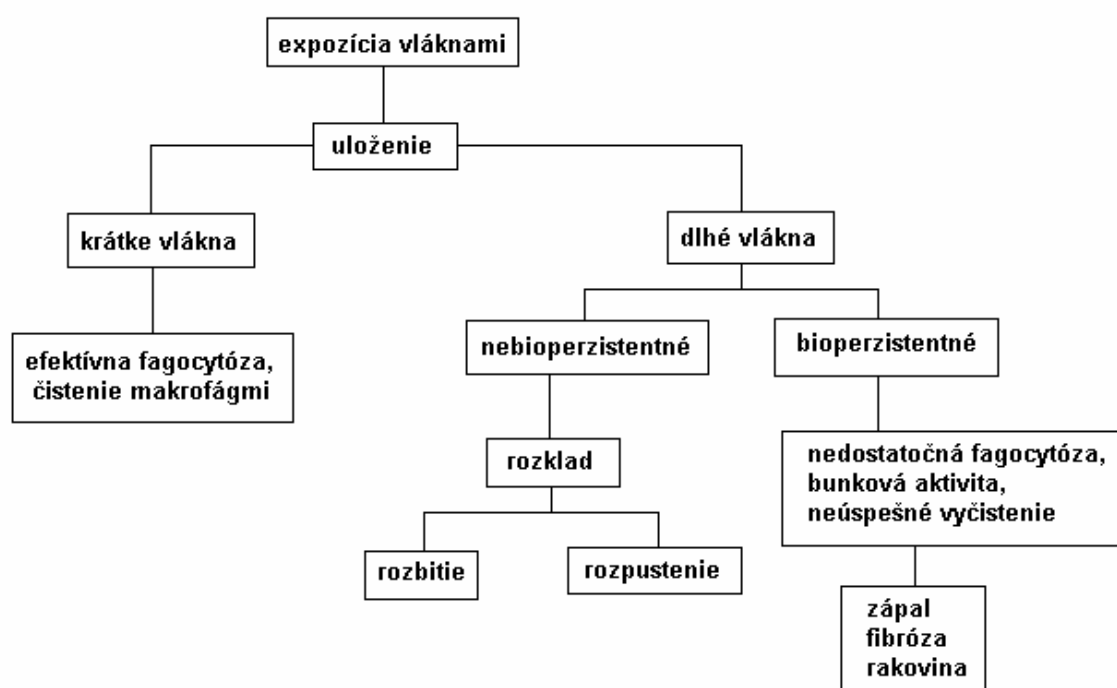 expozícia vláknami
uloženie
krátke vlákna
dlhé vlákna
efektívna fagocytóza,
čistenie makrofágmi
nebioperzistentné
bioperzistentné
rozklad
nedostatočná fagocytóza,
bunková aktivita,
neúspešné vyčistenie
rozbitie
rozpustenie
zápal
fibróza
rakovina